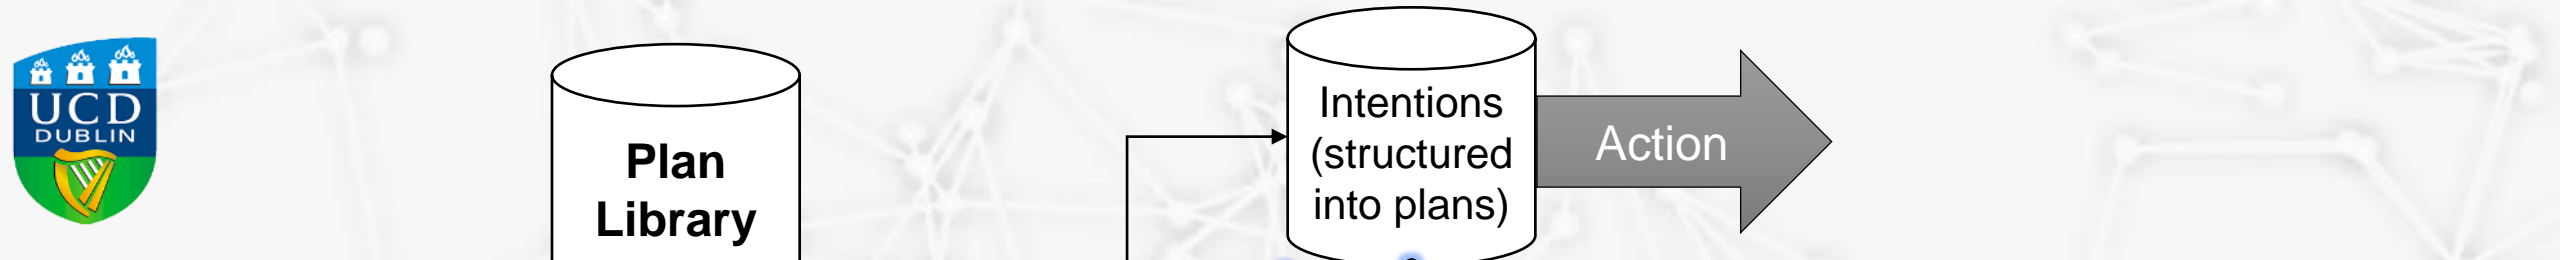 UCD
DUBLIN
Plan
Library
Intentions
(structured
into plans)
Action